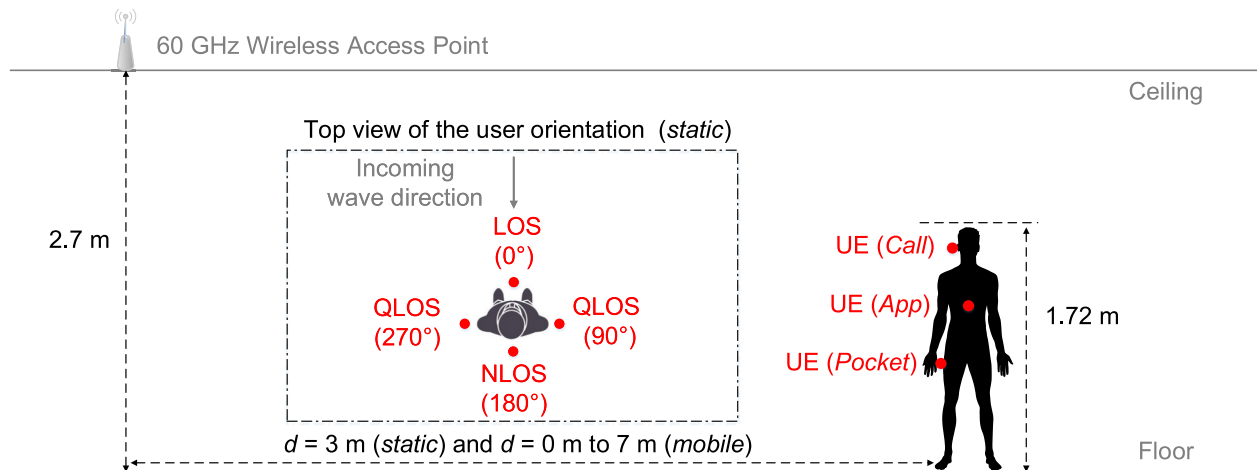 60 GHz Wireless Access Point
Ceiling
Top view of the user orientation (static)
Incoming
wave direction
LOS
(0°)
QLOS
(270°)
QLOS
(90°)
NLOS
(180°)
2.7 m
UE (Call)
UE (App)
UE (Pocket)
1.72 m
d = 3 m (static) and d = 0 m to 7 m (mobile)
Floor